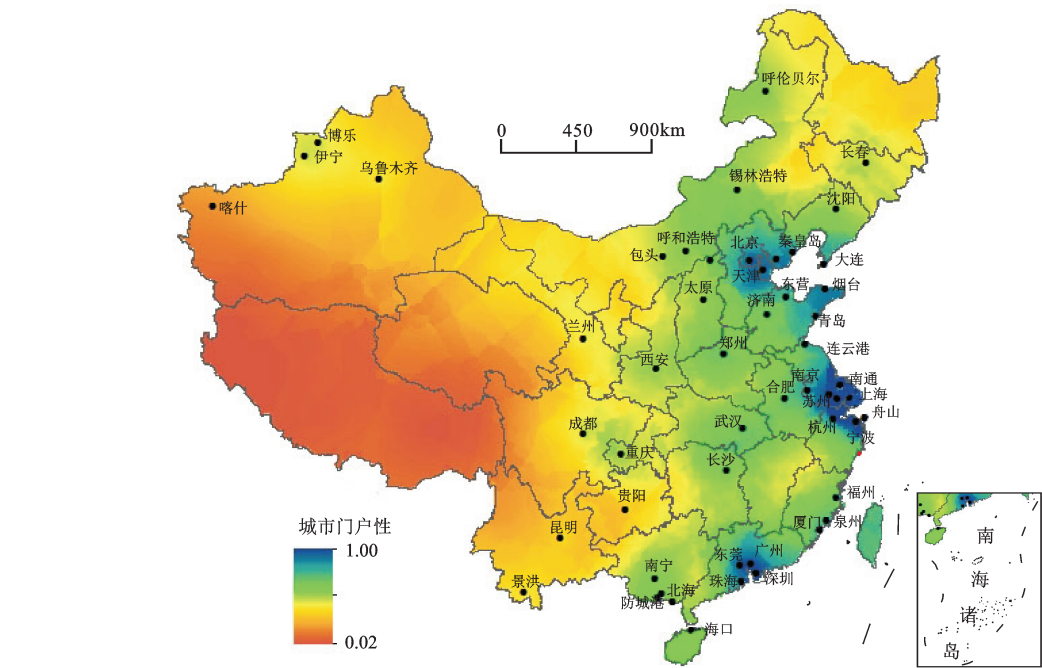 呼伦贝尔
0 450 900km
博乐
伊宁
乌鲁木齐
喀什
长春
锡林浩特
沈阳
呼和浩特
包头
北京
秦皇岛
天津
大连
太原
东营
烟台
济南
青岛
兰州
郑州
连云港
西安
南京
南通
合肥
苏州
上海
舟山
成都
武汉
杭州
宁波
重庆
长沙
贵阳
福州
昆明
厦门
泉州
城市门户性
1.00
0.02
东莞
广州
南宁
珠海
深圳
景洪
北海
防城港
海口
南
海
诸
岛